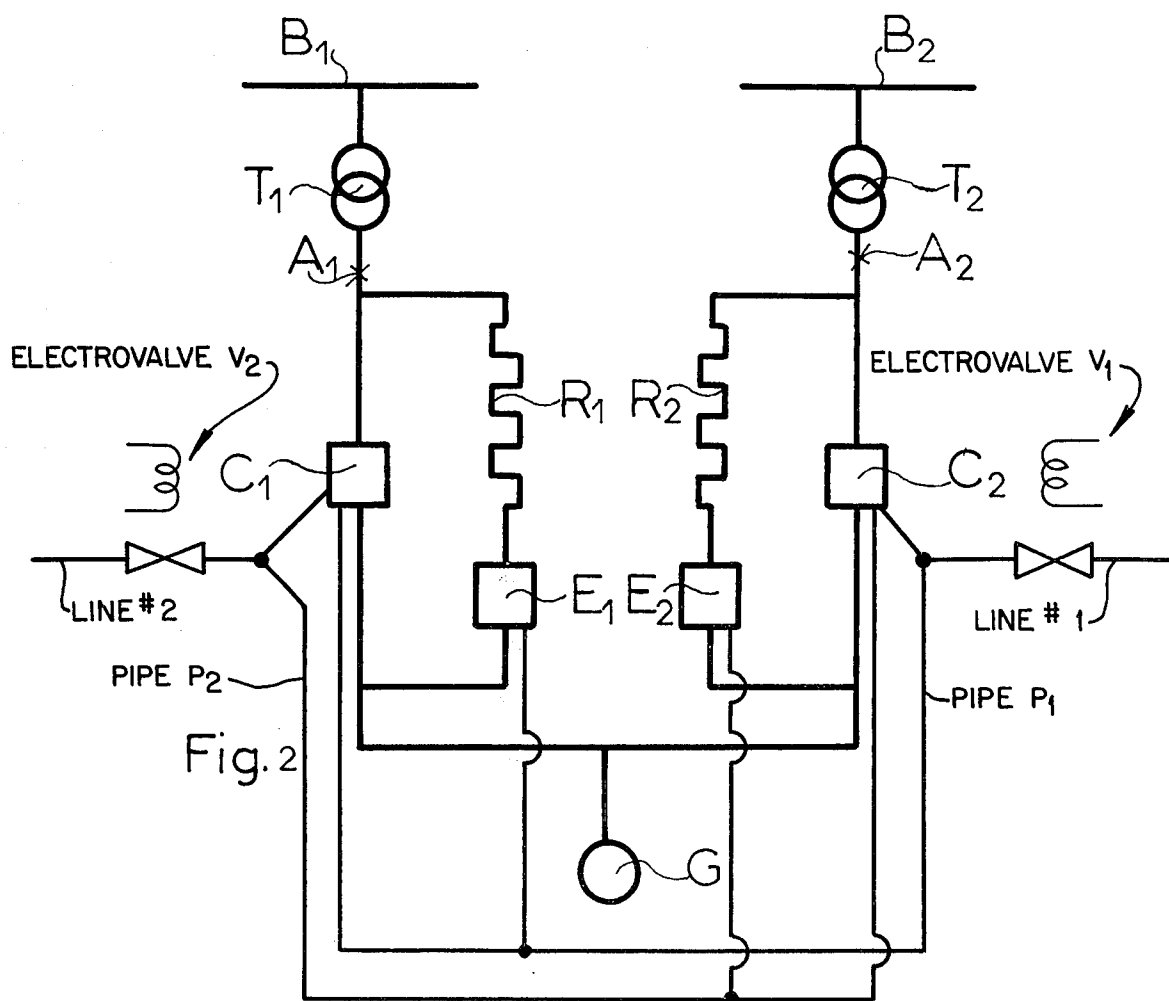 B₁
B₂
T₁
T₂
A₁
A₂
ELECTROVALVE V₂
ELECTROVALVE V₁
R₁
R₂
C₁
C₂
E₁
E₂
LINE #2
LINE # 1
PIPE P₂
PIPE P₁
Fig. 2
G